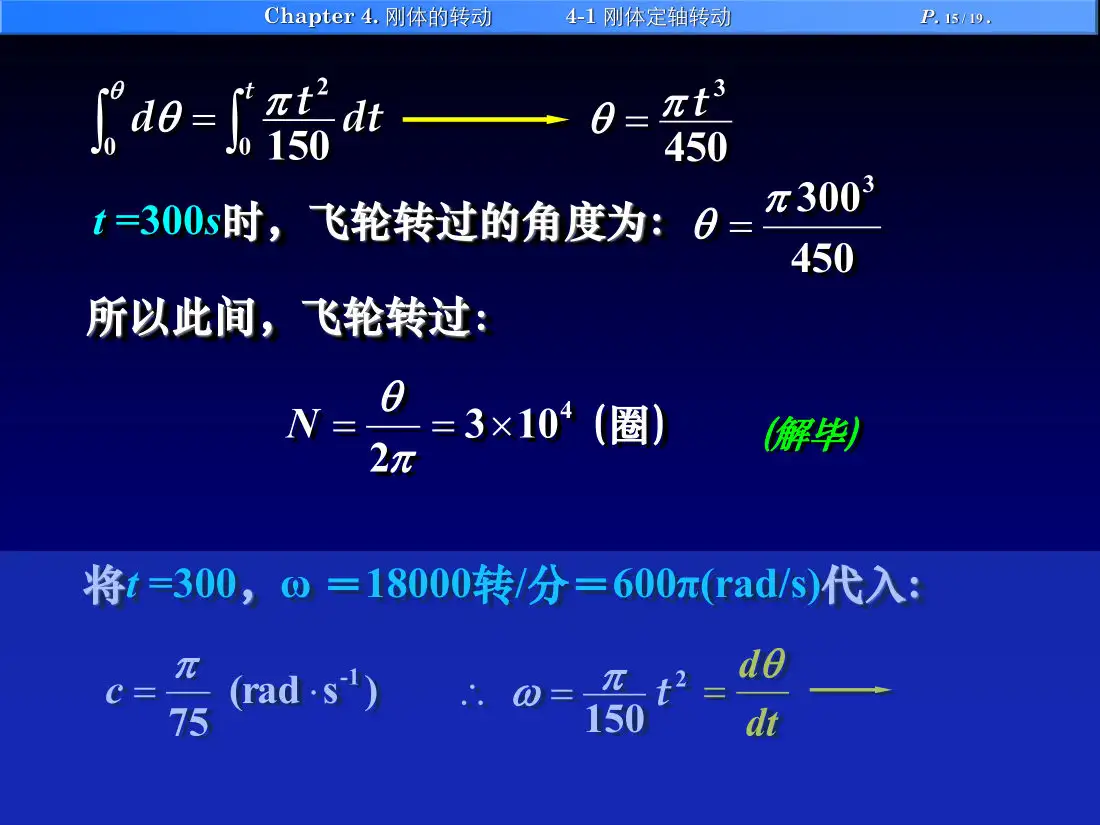 Chapter 4. 刚体的转动 4-1 刚体定轴转动 P. 15 / 19 .
∫₀^θ dθ = ∫₀^t πt²/150 dt → θ = πt³/450
t =300s时，飞轮转过的角度为： θ = π300³/450
所以此间，飞轮转过：
N = θ/2π = 3×10⁴（圈） (解毕)
将t =300，ω ＝18000转/分＝600π(rad/s)代入：
c = π/75 (rad·s⁻¹) ∴ ω = π/150 t² = dθ/dt →